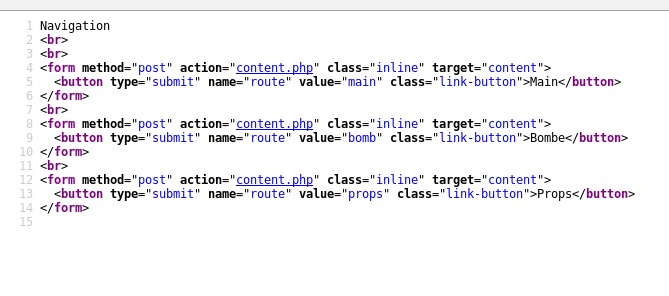 1 Navigation
2 <br>
3 <br>
4 <form method="post" action="content.php" class="inline" target="content">
5   <button type="submit" name="route" value="main" class="link-button">Main</button>
6 </form>
7 <br>
8 <form method="post" action="content.php" class="inline" target="content">
9   <button type="submit" name="route" value="bomb" class="link-button">Bombe</button>
10 </form>
11 <br>
12 <form method="post" action="content.php" class="inline" target="content">
13   <button type="submit" name="route" value="props" class="link-button">Props</button>
14 </form>
15